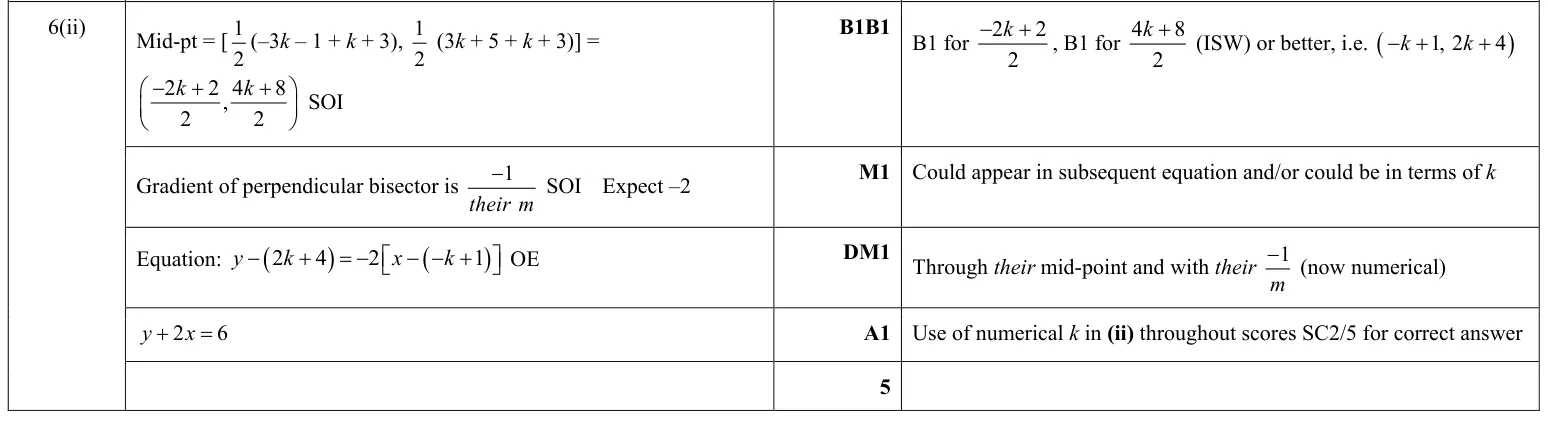 6(ii)
Mid-pt = [1/2 (–3k – 1 + k + 3), 1/2 (3k + 5 + k + 3)] =
((−2k + 2)/2, (4k + 8)/2) SOI
B1B1
B1 for (−2k + 2)/2, B1 for (4k + 8)/2 (ISW) or better, i.e. (−k + 1, 2k + 4)
Gradient of perpendicular bisector is −1/their m SOI Expect –2
M1
Could appear in subsequent equation and/or could be in terms of k
Equation: y − (2k + 4) = −2[x − (−k + 1)] OE
DM1
Through their mid-point and with their −1/m (now numerical)
y + 2x = 6
A1
Use of numerical k in (ii) throughout scores SC2/5 for correct answer
5